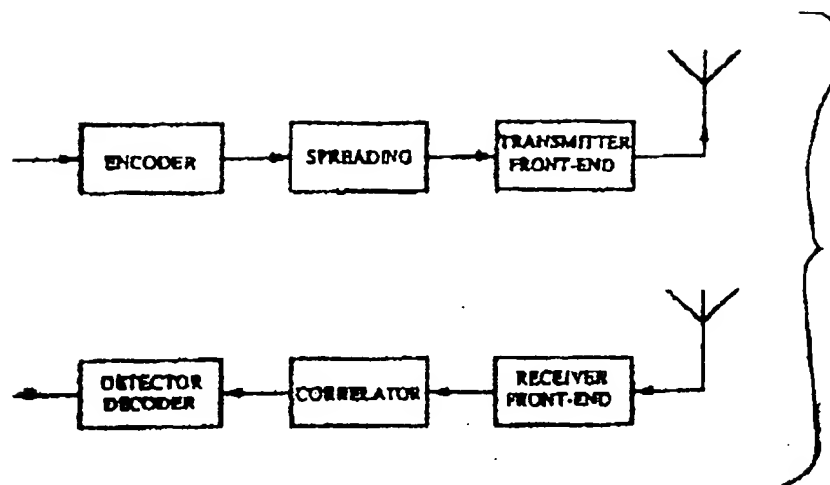 ENCODER
SPREADING
TRANSMITTER
FRONT-END
DETECTOR
DECODER
CORRELATOR
RECEIVER
FRONT-END